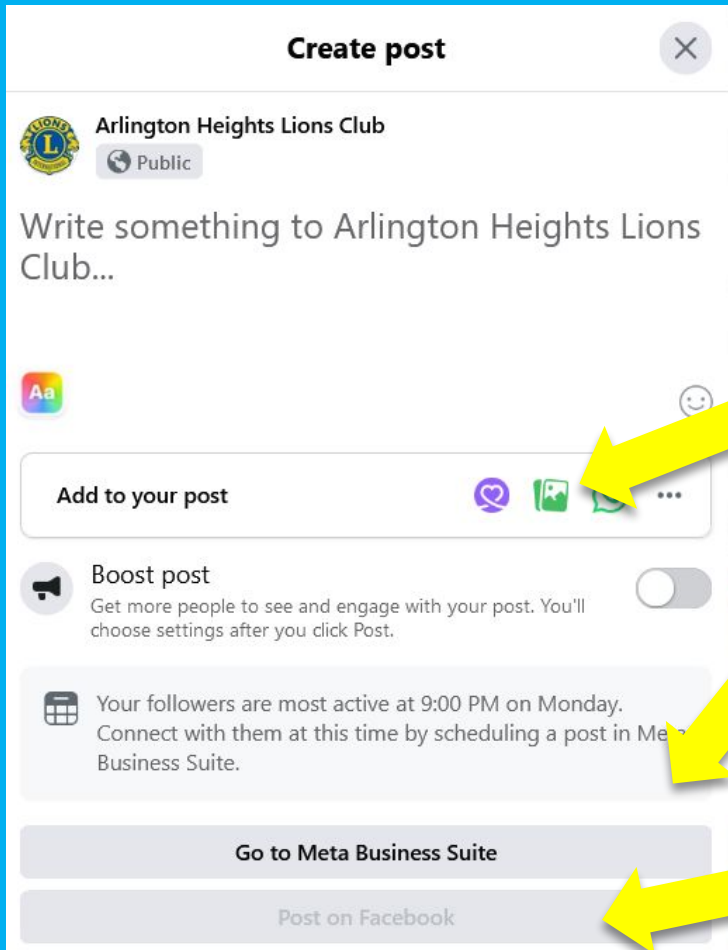 Create post
LIONS
L
INTERNATIONAL
Arlington Heights Lions Club
Public
Write something to Arlington Heights Lions
Club...
Aa
Add to your post
Boost post
Get more people to see and engage with your post. You'll
choose settings after you click Post.
Your followers are most active at 9:00 PM on Monday.
Connect with them at this time by scheduling a post in
Business Suite.
Go to Meta Business Suite
Post on Facebook